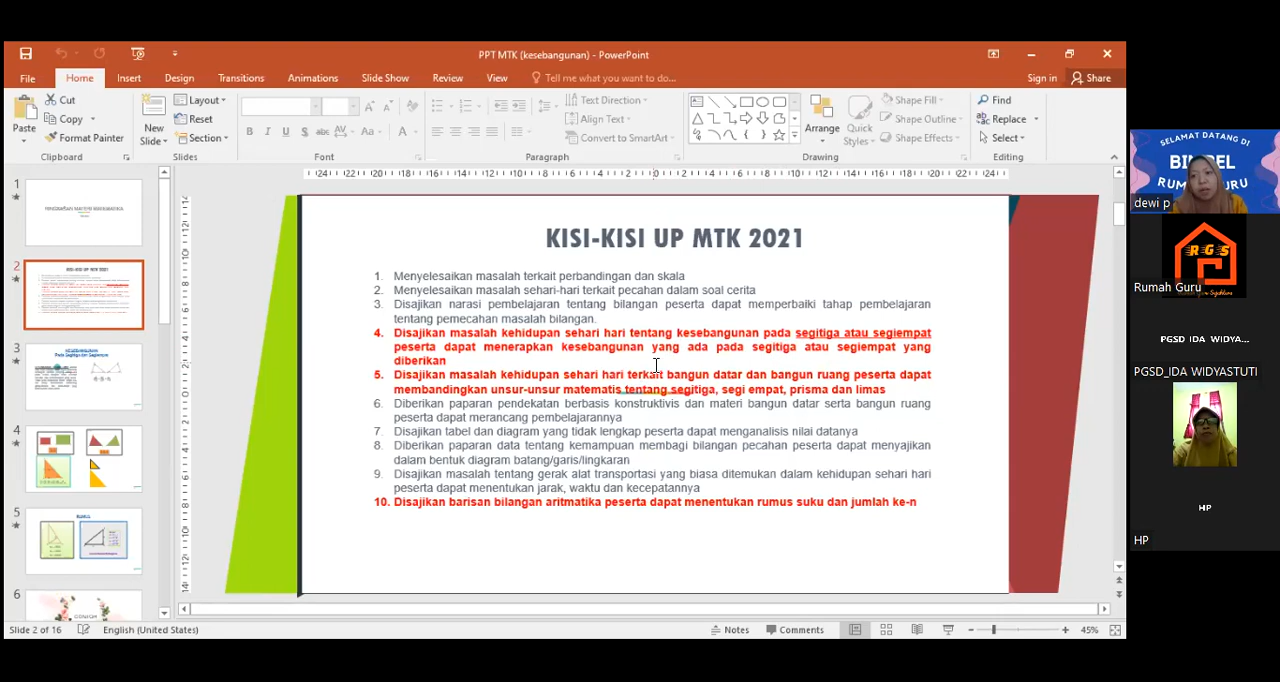 PPT MTK (kesebangunan) - PowerPoint
File Home Insert Design Transitions Animations Slide Show Review View Tell me what you want to do... Sign in Share
Paste
Cut
Copy
Format Painter
Clipboard
New Slide
Layout
Reset
Section
Slides
B I U S abc AV Aa A
Font
Text Direction
Align Text
Convert to SmartArt
Paragraph
Arrange
Quick Styles
Shape Fill
Shape Outline
Shape Effects
Drawing
Find
Replace
Select
Editing
1
2
3
4
5
6
KISI-KISI UP MTK 2021
1. Menyelesaikan masalah terkait perbandingan dan skala
2. Menyelesaikan masalah sehari-hari terkait pecahan dalam soal cerita
3. Disajikan narasi pembelajaran tentang bilangan peserta dapat memperbaiki tahap pembelajaran
tentang pemecahan masalah bilangan.
4. Disajikan masalah kehidupan sehari hari tentang kesebangunan pada segitiga atau segiempat
peserta dapat menerapkan kesebangunan yang ada pada segitiga atau segiempat yang
diberikan
5. Disajikan masalah kehidupan sehari hari terkait bangun datar dan bangun ruang peserta dapat
membandingkan unsur-unsur matematis tentang segitiga, segi empat, prisma dan limas
6. Diberikan paparan pendekatan berbasis konstruktivis dan materi bangun datar serta bangun ruang
peserta dapat merancang pembelajarannya
7. Disajikan tabel dan diagram yang tidak lengkap peserta dapat menganalisis nilai datanya
8. Diberikan paparan data tentang kemampuan membagi bilangan pecahan peserta dapat menyajikan
dalam bentuk diagram batang/garis/lingkaran
9. Disajikan masalah tentang gerak alat transportasi yang biasa ditemukan dalam kehidupan sehari hari
peserta dapat menentukan jarak, waktu dan kecepatannya
10. Disajikan barisan bilangan aritmatika peserta dapat menentukan rumus suku dan jumlah ke-n
Slide 2 of 16 English (United States) Notes Comments 45%
SELAMAT DATANG DI
dewi p
RGS
Rumah Guru
PGSD IDA WIDYA...
PGSD_IDA WIDYASTUTI
HP
HP